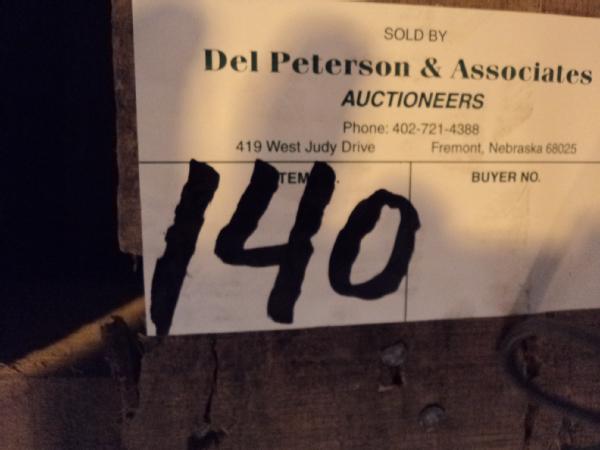 SOLD BY
Del Peterson & Associates
AUCTIONEERS
Phone: 402-721-4388
419 West Judy Drive Fremont, Nebraska 68025
BUYER NO.
140